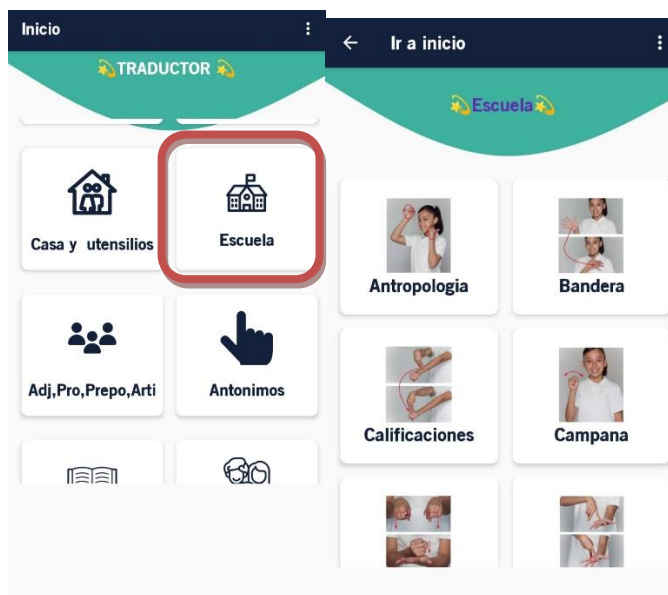 Inicio
TRADUCTOR
Casa y utensilios
Escuela
Adj,Pro,Prepo,Arti
Antonimos
Ir a inicio
Escuela
Antropologia
Bandera
Calificaciones
Campana